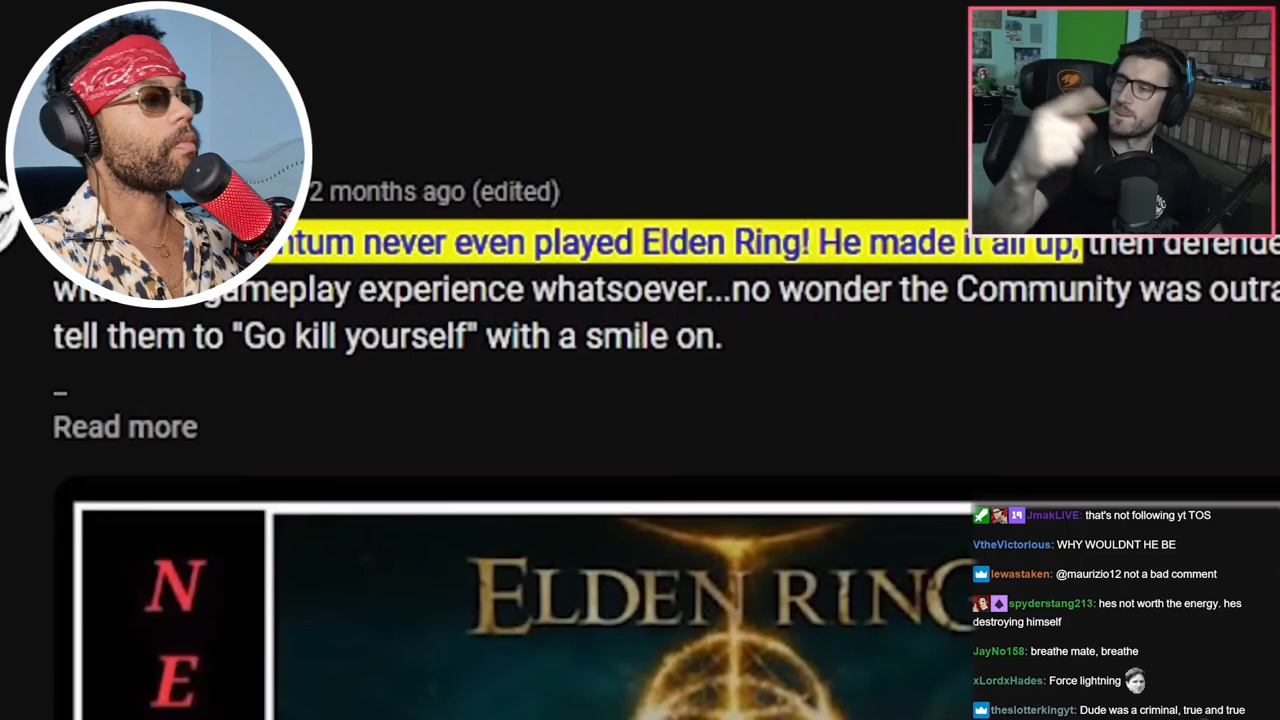 2 months ago (edited)
ntum never even played Elden Ring! He made it all up, then defende
gameplay experience whatsoever...no wonder the Community was outra
tell them to "Go kill yourself" with a smile on.
–
Read more
N
E
ELDEN RING
19 JmakLIVE: that's not following yt TOS
VtheVictorious: WHY WOULDNT HE BE
lewastaken: @maurizio12 not a bad comment
spyderstang213: hes not worth the energy. hes
destroying himself
JayNo158: breathe mate, breathe
xLordxHades: Force lightning
theslotterkingyt: Dude was a criminal, true and true